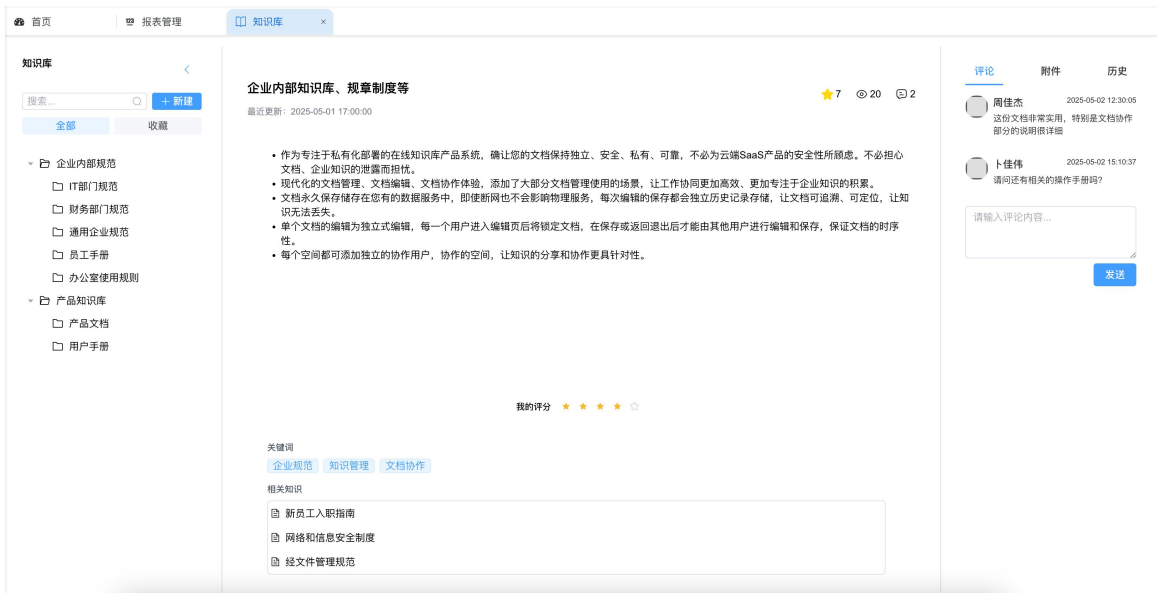 首页
报表管理
知识库 ×
知识库
搜索...
+ 新建
全部
收藏
企业内部规范
IT部门规范
财务部门规范
通用企业规范
员工手册
办公室使用规则
产品知识库
产品文档
用户手册
企业内部知识库、规章制度等
7 20 2
最近更新：2025-05-01 17:00:00
• 作为专注于私有化部署的在线知识库产品系统，确让您的文档保持独立、安全、私有、可靠，不必为云端SaaS产品的安全性所顾虑。不必担心
文档、企业知识的泄露而担忧。
• 现代化的文档管理、文档编辑、文档协作体验，添加了大部分文档管理使用的场景，让工作协同更加高效、更加专注于企业知识的积累。
• 文档永久保存储存在您有的数据服务中，即使断网也不会影响物理服务，每次编辑的保存都会独立历史记录存储，让文档可追溯、可定位，让知
识无法丢失。
• 单个文档的编辑为独立式编辑，每一个用户进入编辑页后将锁定文档，在保存或返回退出后才能由其他用户进行编辑和保存，保证文档的时序
性。
• 每个空间都可添加独立的协作用户，协作的空间，让知识的分享和协作更具针对性。
我的评分
关键词
企业规范 知识管理 文档协作
相关知识
新员工入职指南
网络和信息安全制度
经文件管理规范
评论 附件 历史
周佳杰 2025-05-02 12:30:05
这份文档非常实用，特别是文档协作
部分的说明很详细
卜佳伟 2025-05-02 15:10:37
请问还有相关的操作手册吗?
请输入评论内容...
发送